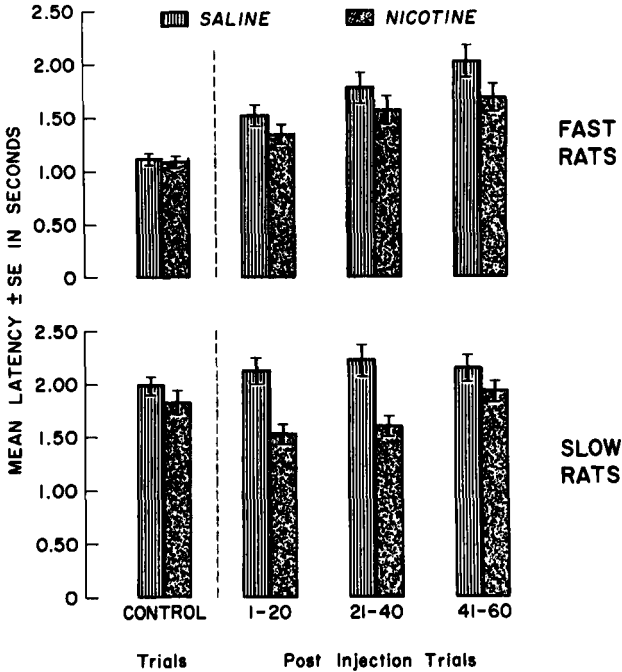 SALINE NICOTINE
2.50
2.00
1.50
1.00
0.50
0
FAST
RATS
MEAN LATENCY ± SE IN SECONDS
2.50
2.00
1.50
1.00
0.50
0
SLOW
RATS
CONTROL 1-20 21-40 41-60
Trials Post Injection Trials